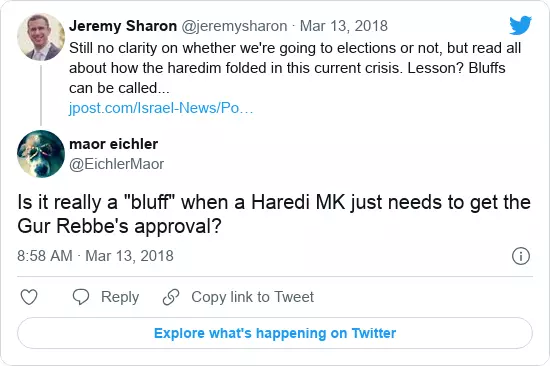 Jeremy Sharon @jeremysharon · Mar 13, 2018
Still no clarity on whether we're going to elections or not, but read all
about how the haredim folded in this current crisis. Lesson? Bluffs
can be called...
jpost.com/Israel-News/Po…
maor eichler
@EichlerMaor
Is it really a "bluff" when a Haredi MK just needs to get the
Gur Rebbe's approval?
8:58 AM · Mar 13, 2018
Reply
Copy link to Tweet
Explore what's happening on Twitter